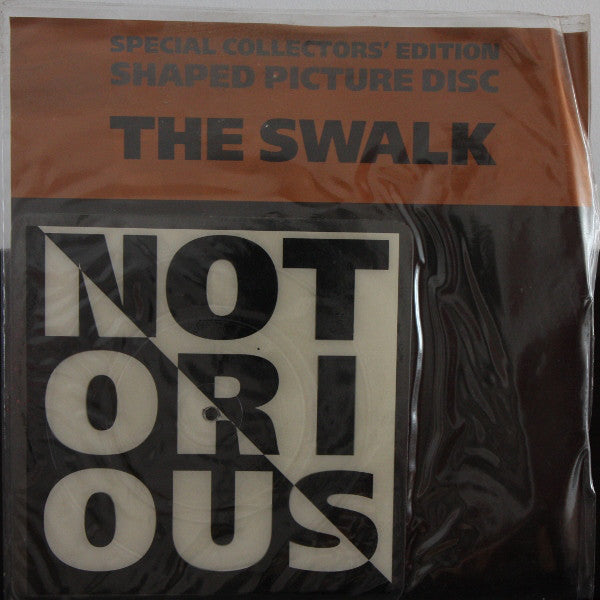 SPECIAL COLLECTORS' EDITION
SHAPED PICTURE DISC
THE SWALK
NOT
ORI
OUS